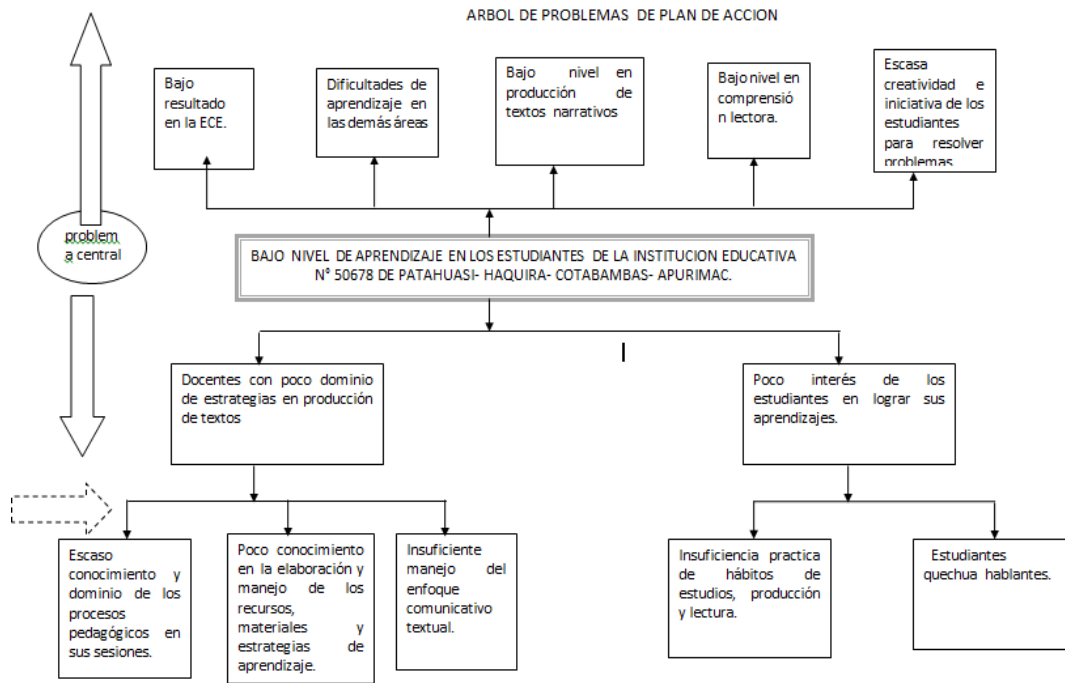 ARBOL DE PROBLEMAS DE PLAN DE ACCION
Bajo
resultado
en la ECE.
Dificultades de
aprendizaje en
las demás áreas
Bajo nivel en
producción de
textos narrativos
Bajo nivel en
comprensió
n lectora.
Escasa
creatividad e
iniciativa de los
estudiantes
para resolver
problemas
problem
a central
BAJO NIVEL DE APRENDIZAJE EN LOS ESTUDIANTES DE LA INSTITUCION EDUCATIVA
N° 50678 DE PATAHUASI- HAQUIRA- COTABAMBAS- APURIMAC.
Docentes con poco dominio
de estrategias en producción
de textos
Poco interés de los
estudiantes en lograr sus
aprendizajes.
Escaso
conocimiento y
dominio de los
procesos
pedagógicos en
sus sesiones.
Poco conocimiento
en la elaboración y
manejo de los
recursos,
materiales y
estrategias de
aprendizaje.
Insuficiente
manejo del
enfoque
comunicativo
textual.
Insuficiencia practica
de hábitos de
estudios, producción
y lectura.
Estudiantes
quechua hablantes.